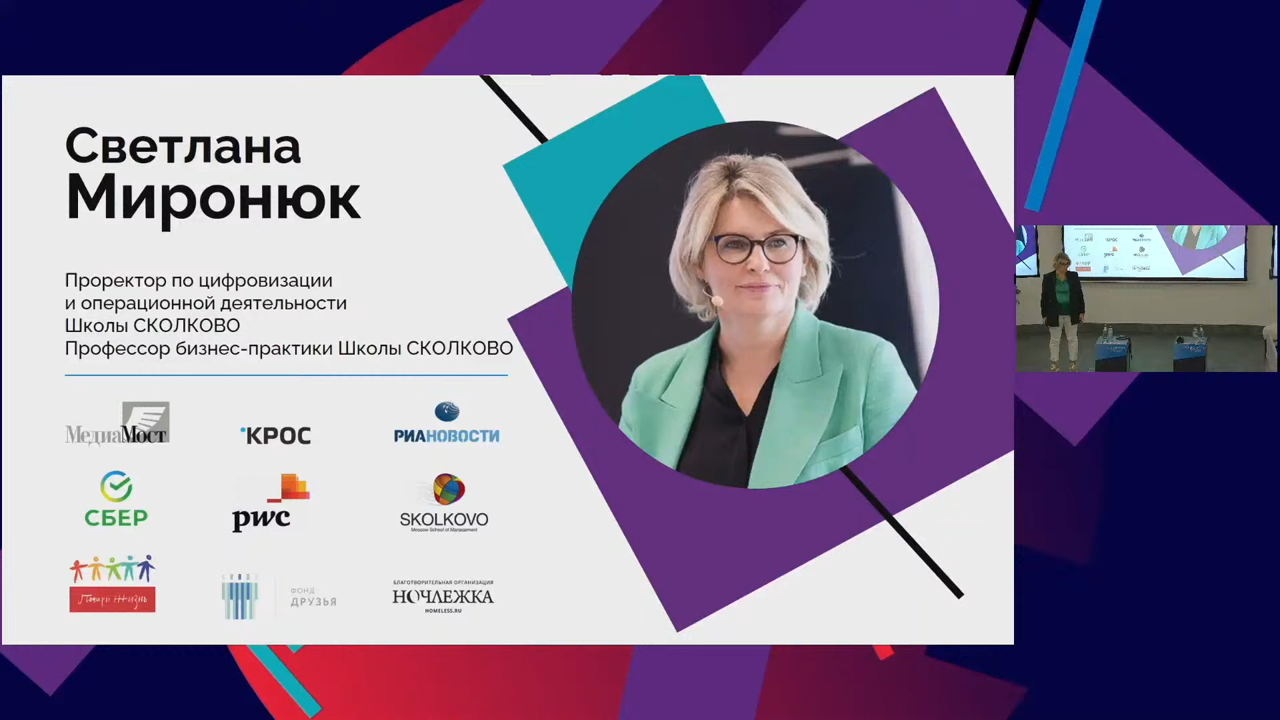 Светлана
Миронюк
Проректор по цифровизации
и операционной деятельности
Школы СКОЛКОВО
Профессор бизнес-практики Школы СКОЛКОВО
МедиаМост
КРОС
РИАНОВОСТИ
СБЕР
pwc
SKOLKOVO
Moscow School of Management
Подари жизнь
ФОНД
ДРУЗЬЯ
БЛАГОТВОРИТЕЛЬНАЯ ОРГАНИЗАЦИЯ
НОЧЛЕЖКА
HOMELESS.RU